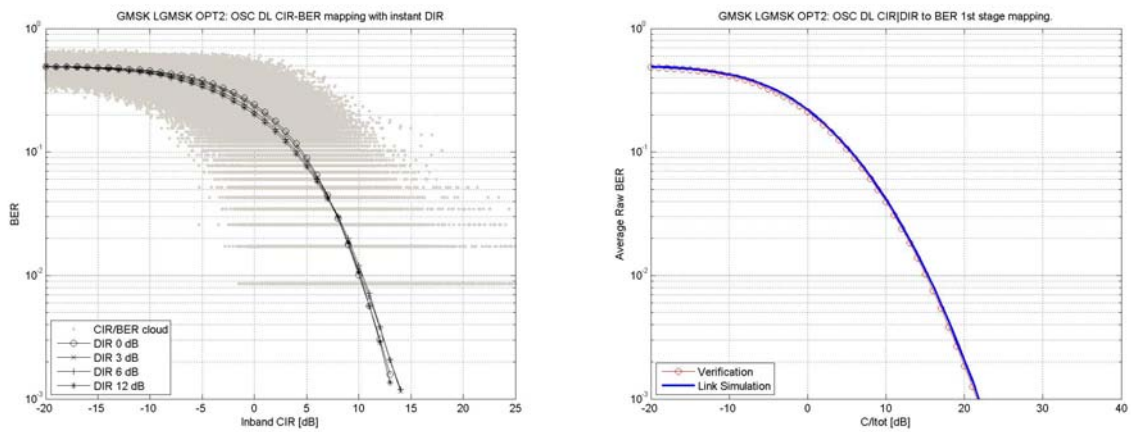 GMSK LGMSK OPT2: OSC DL CIR-BER mapping with instant DIR
10^0
10^-1
10^-2
10^-3
BER
CIR/BER cloud
DIR 0 dB
DIR 3 dB
DIR 6 dB
DIR 12 dB
-20 -15 -10 -5 0 5 10 15 20 25
Inband CIR [dB]
GMSK LGMSK OPT2: OSC DL CIR|DIR to BER 1st stage mapping.
10^0
10^-1
10^-2
10^-3
Average Raw BER
Verification
Link Simulation
-20 -10 0 10 20 30 40
C/Itot [dB]